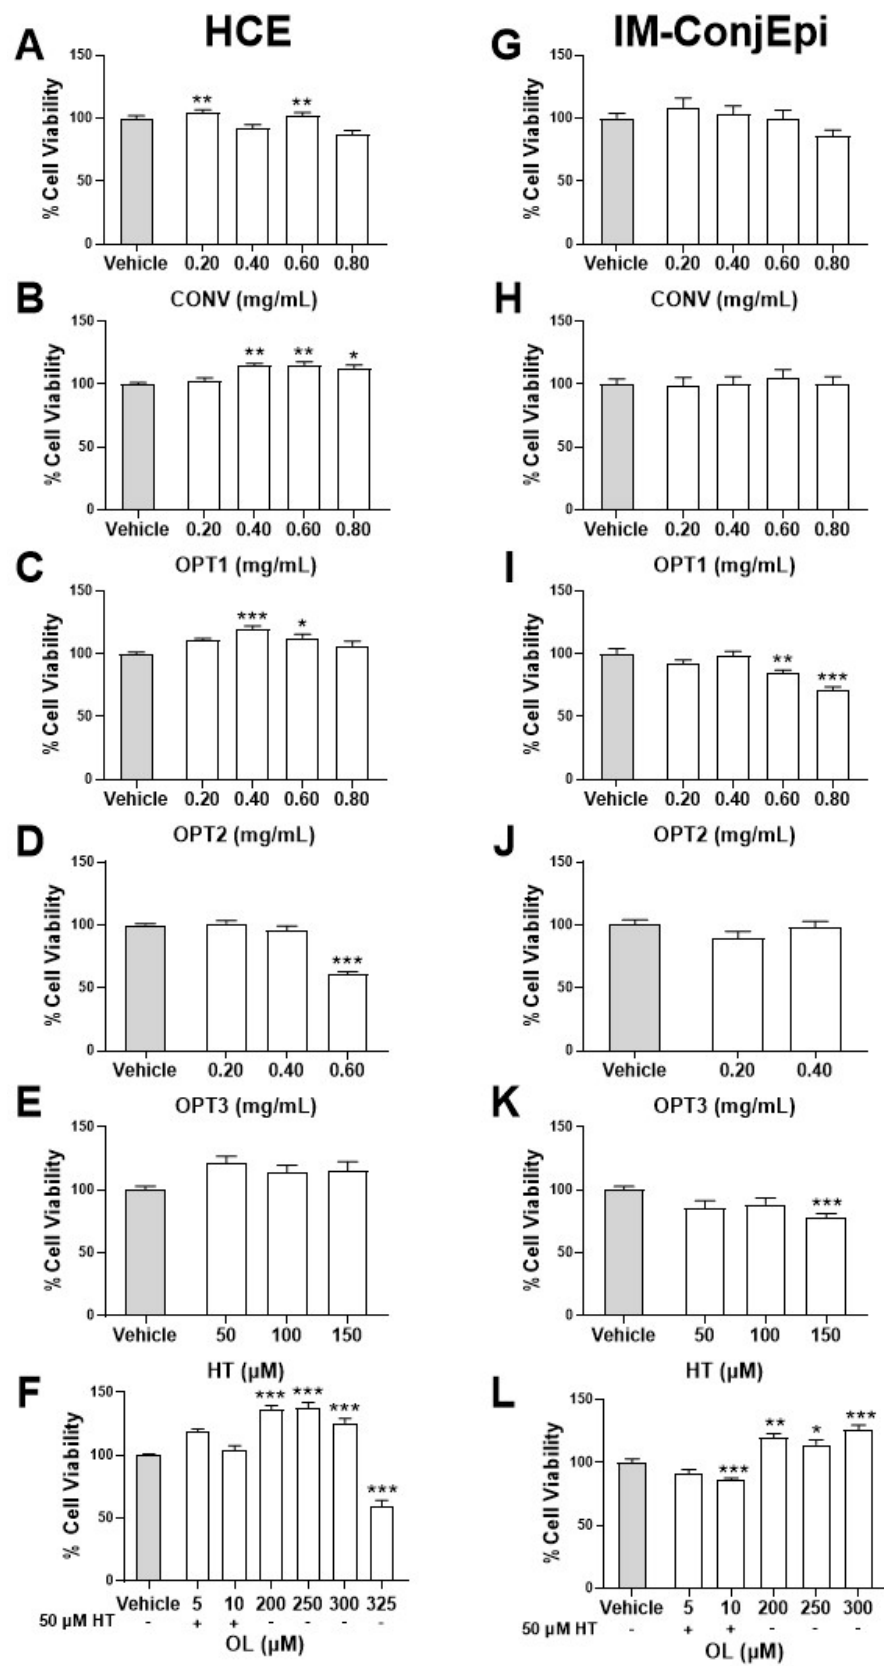 HCE
IM-ConjEpi
A
150
100
50
0
% Cell Viability
** **
Vehicle 0.20 0.40 0.60 0.80
CONV (mg/mL)
G
150
100
50
0
% Cell Viability
Vehicle 0.20 0.40 0.60 0.80
CONV (mg/mL)
B
150
100
50
0
% Cell Viability
** ** *
Vehicle 0.20 0.40 0.60 0.80
OPT1 (mg/mL)
H
150
100
50
0
% Cell Viability
Vehicle 0.20 0.40 0.60 0.80
OPT1 (mg/mL)
C
150
100
50
0
% Cell Viability
*** *
Vehicle 0.20 0.40 0.60 0.80
OPT2 (mg/mL)
I
150
100
50
0
% Cell Viability
** ***
Vehicle 0.20 0.40 0.60 0.80
OPT2 (mg/mL)
D
150
100
50
0
% Cell Viability
***
Vehicle 0.20 0.40 0.60
OPT3 (mg/mL)
J
150
100
50
0
% Cell Viability
Vehicle 0.20 0.40
OPT3 (mg/mL)
E
150
100
50
0
% Cell Viability
Vehicle 50 100 150
HT (µM)
K
150
100
50
0
% Cell Viability
***
Vehicle 50 100 150
HT (µM)
F
150
100
50
0
% Cell Viability
*** *** *** ***
Vehicle 5 10 200 250 300 325
50 µM HT - + + - - - -
OL (µM)
L
150
100
50
0
% Cell Viability
*** ** * ***
Vehicle 5 10 200 250 300
50 µM HT - + + - - -
OL (µM)